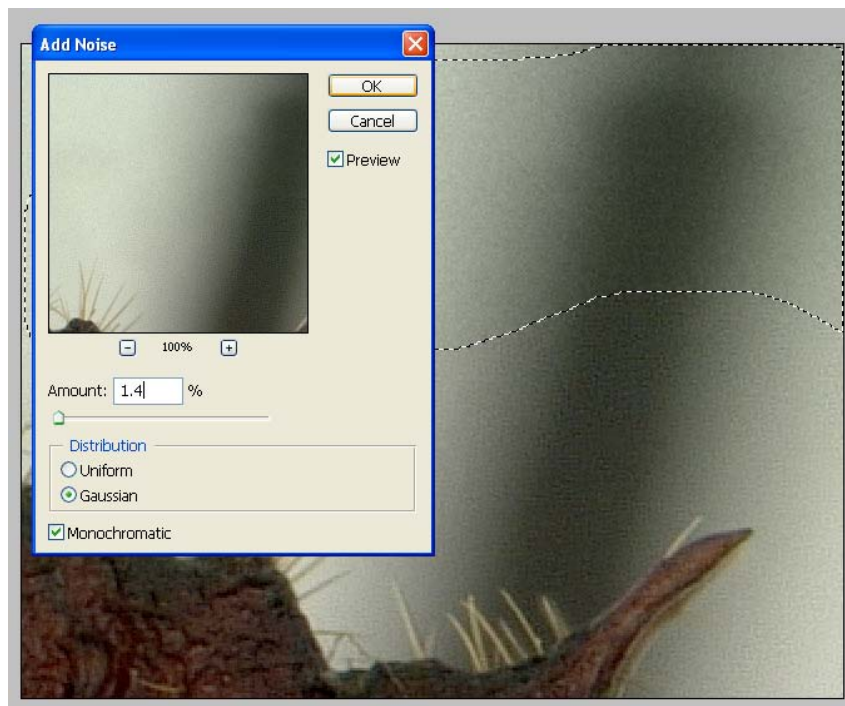 Add Noise
OK
Cancel
Preview
100%
Amount: 1.4 %
Distribution
Uniform
Gaussian
Monochromatic